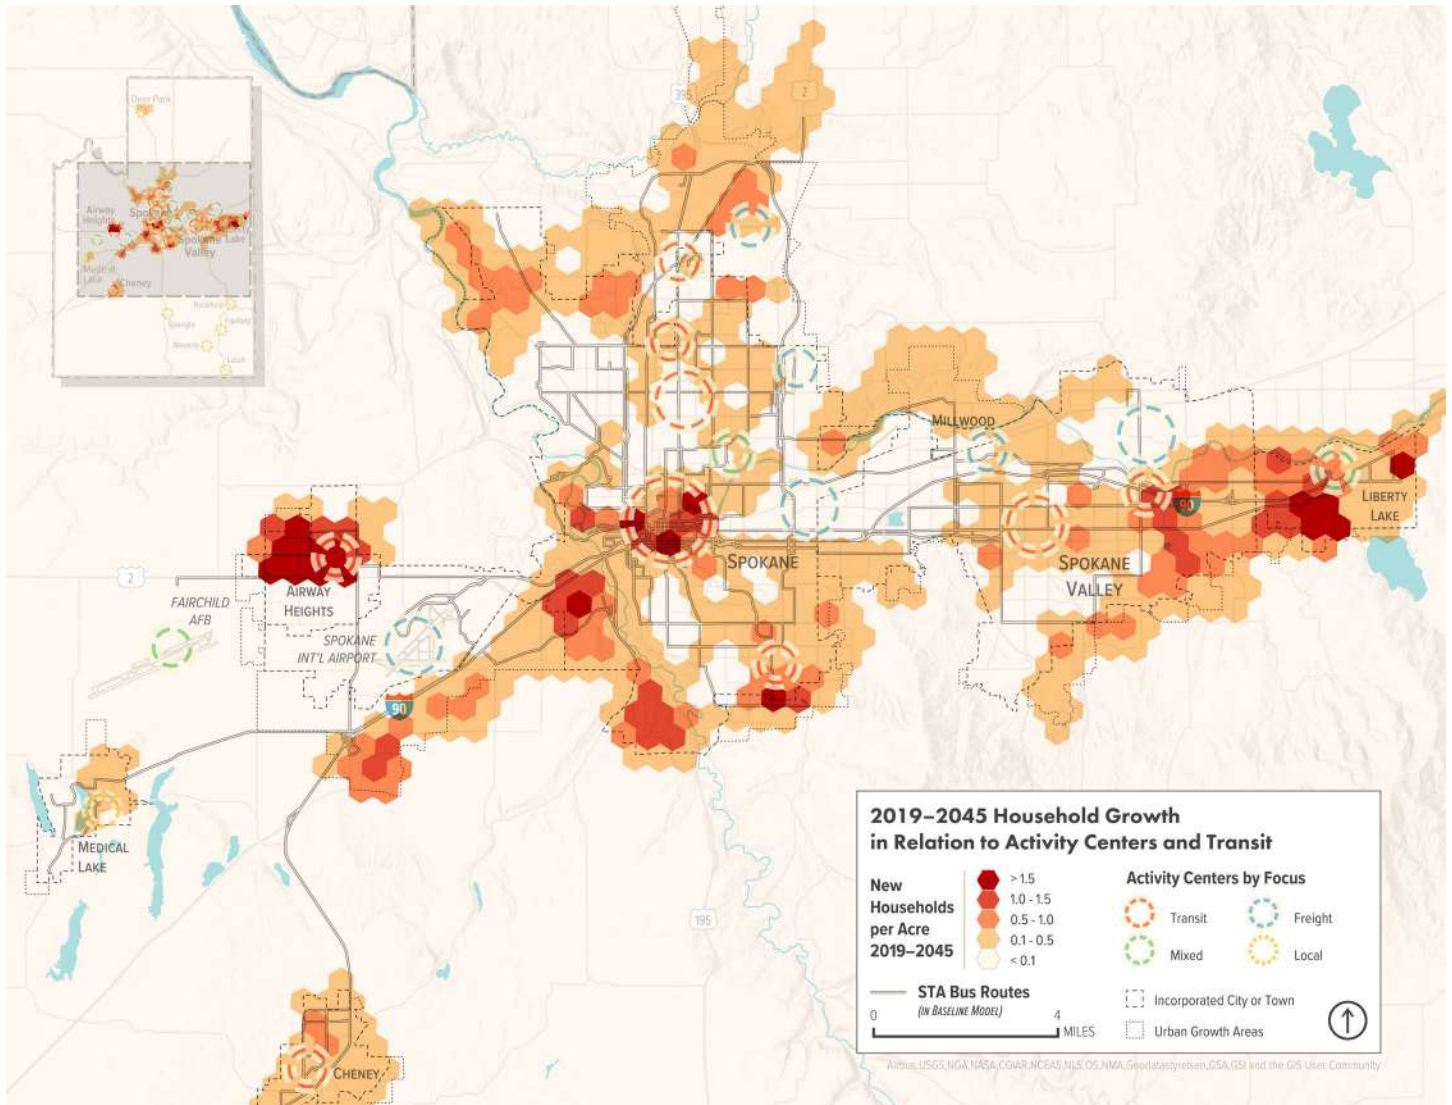 Deer Park
Airway
Heights
Spokane
Spokane
Valley
Lake
Medical
Lake
Cheney
Rockford
Spangle
Fairfield
Waverly
Latah
395
2
MILLWOOD
LIBERTY
LAKE
90
SPOKANE
SPOKANE
VALLEY
2
AIRWAY
HEIGHTS
FAIRCHILD
AFB
SPOKANE
INT'L AIRPORT
90
MEDICAL
LAKE
195
CHENEY
2019–2045 Household Growth
in Relation to Activity Centers and Transit
New
Households
per Acre
2019–2045
> 1.5
1.0 - 1.5
0.5 - 1.0
0.1 - 0.5
< 0.1
Activity Centers by Focus
Transit
Freight
Mixed
Local
STA Bus Routes
(IN BASELINE MODEL)
0 4
MILES
Incorporated City or Town
Urban Growth Areas
Airbus,USGS,NGA,NASA,CGIAR,NCEAS,NLS,OS,NMA,Geodatastyrelsen,GSA,GSI and the GIS User Community